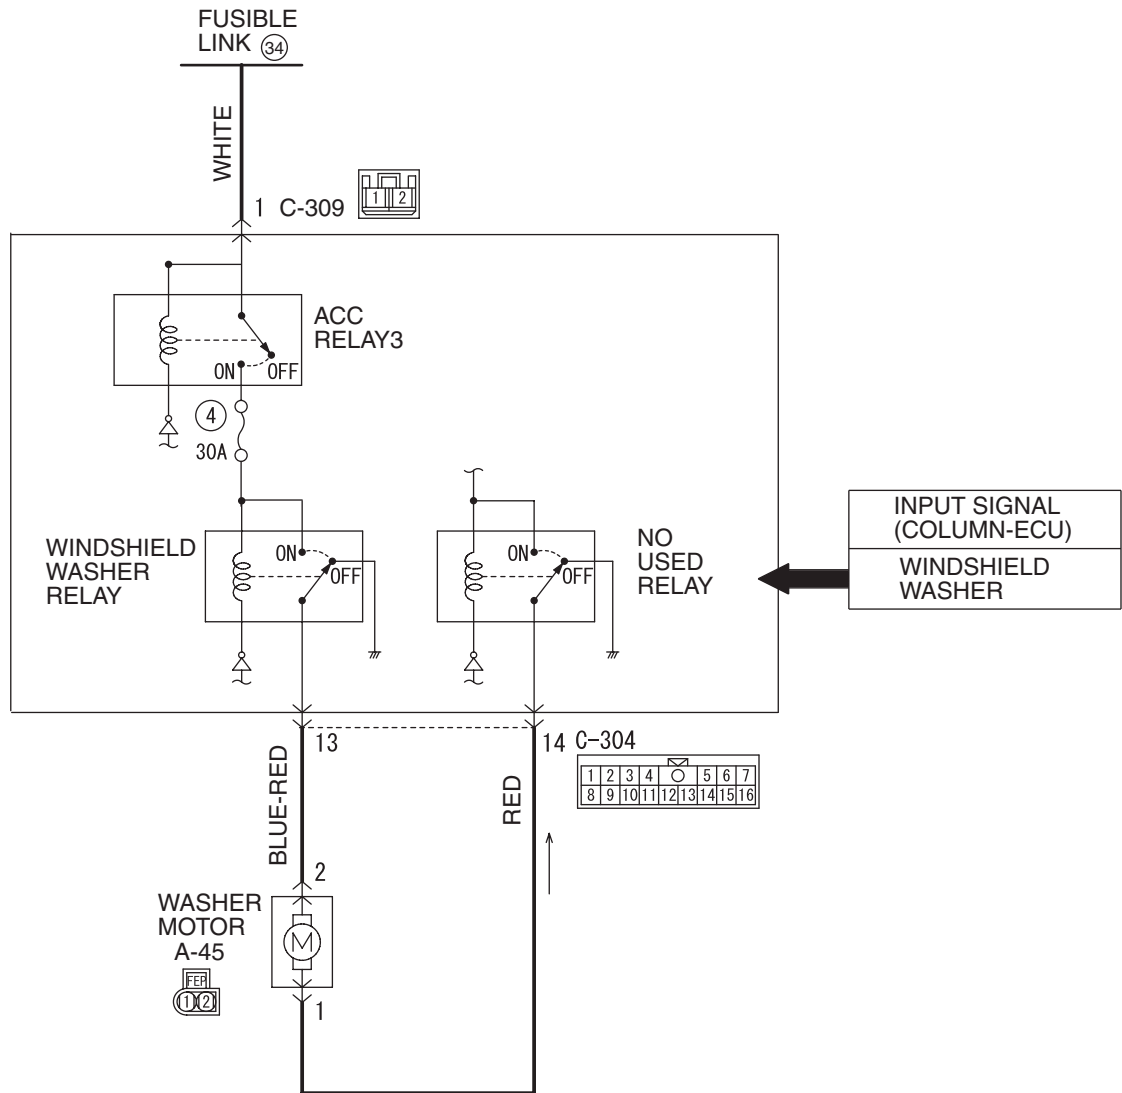 FUSIBLE
LINK 34
WHITE
1 C-309
1 2
ACC
RELAY3
ON OFF
4
30A
WINDSHIELD
WASHER
RELAY
ON
OFF
ON
OFF
NO
USED
RELAY
INPUT SIGNAL
(COLUMN-ECU)
WINDSHIELD
WASHER
13
14 C-304
1 2 3 4 5 6 7
8 9 10 11 12 13 14 15 16
BLUE-RED
RED
2
WASHER
MOTOR
A-45
M
FEP
1 2
1